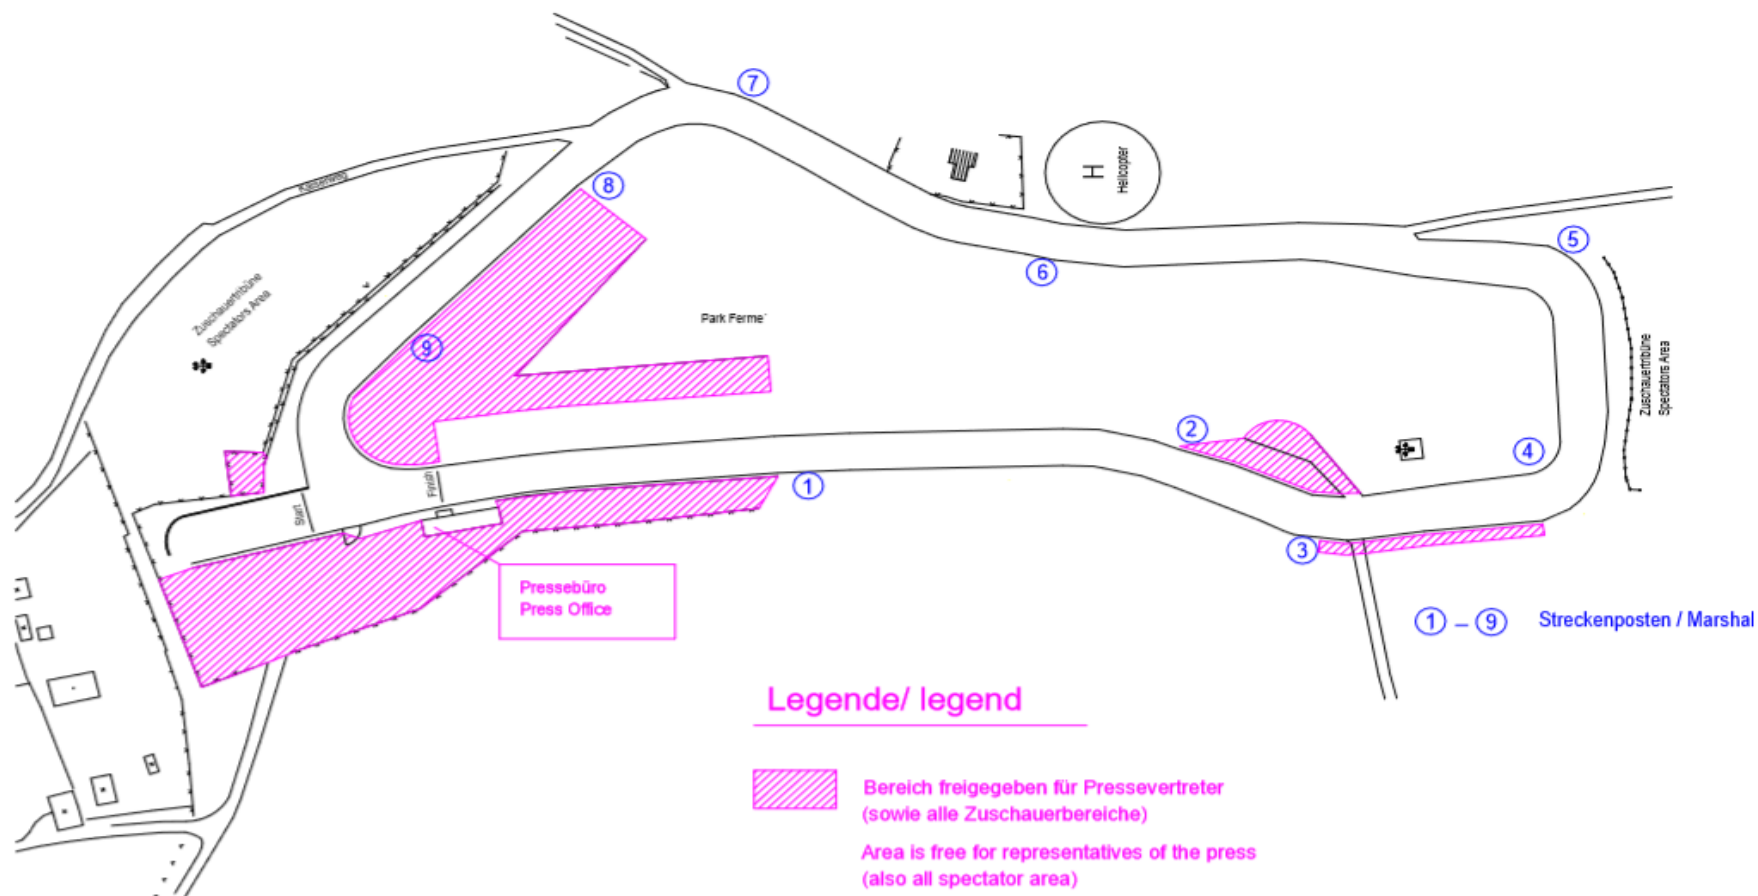 7
8
Kattenweg
H
Helicopter
5
6
Zuschauertribüne
Spectators Area
Park Ferme´
9
Zuschauertribüne
Spectators Area
2
4
Finish
1
Start
3
Pressebüro
Press Office
1 – 9 Streckenposten / Marshal
Legende/ legend
Bereich freigegeben für Pressevertreter
(sowie alle Zuschauerbereiche)
Area is free for representatives of the press
(also all spectator area)